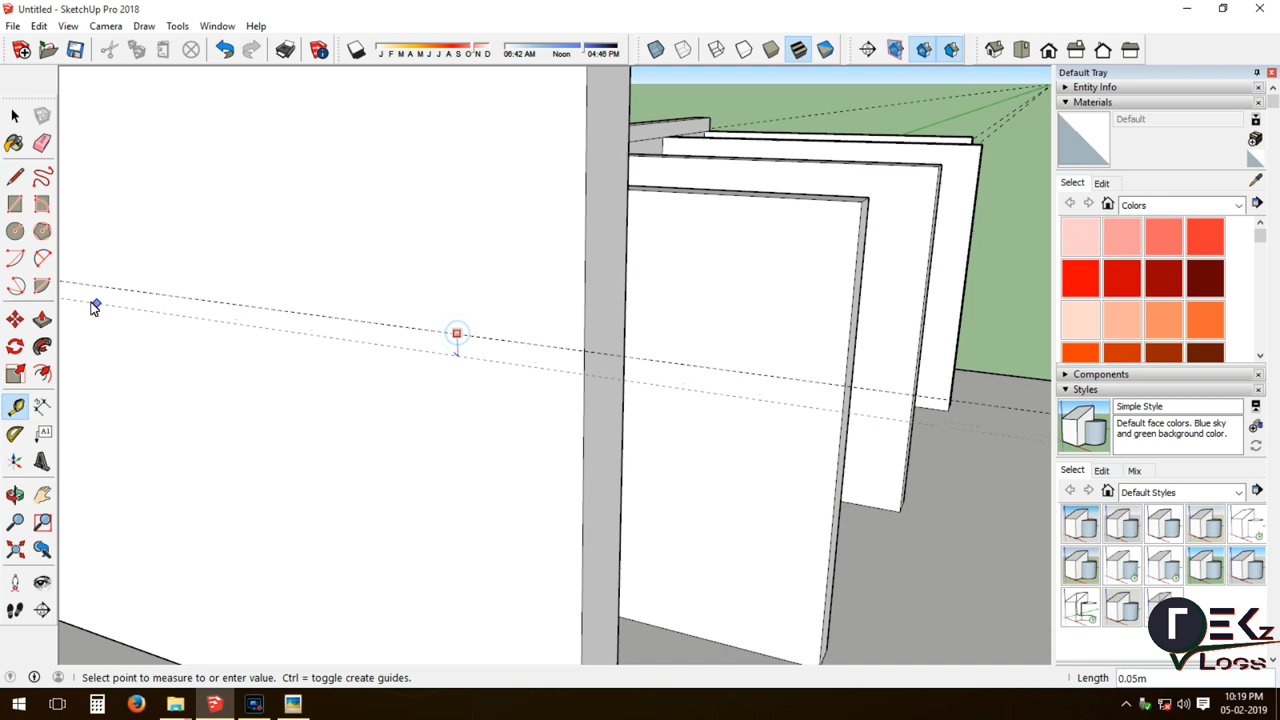 Untitled - SketchUp Pro 2018
File Edit View Camera Draw Tools Window Help
J F M A M J J A S O N D
06:42 AM Noon 04:46 PM
Default Tray
Entity Info
Materials
Default
Select Edit
Colors
Components
Styles
Simple Style
Default face colors. Blue sky
and green background color.
Select Edit Mix
Default Styles
A1
TEKz
VLogs
Select point to measure to or enter value. Ctrl = toggle create guides.
Length 0.05m
10:19 PM
05-02-2019